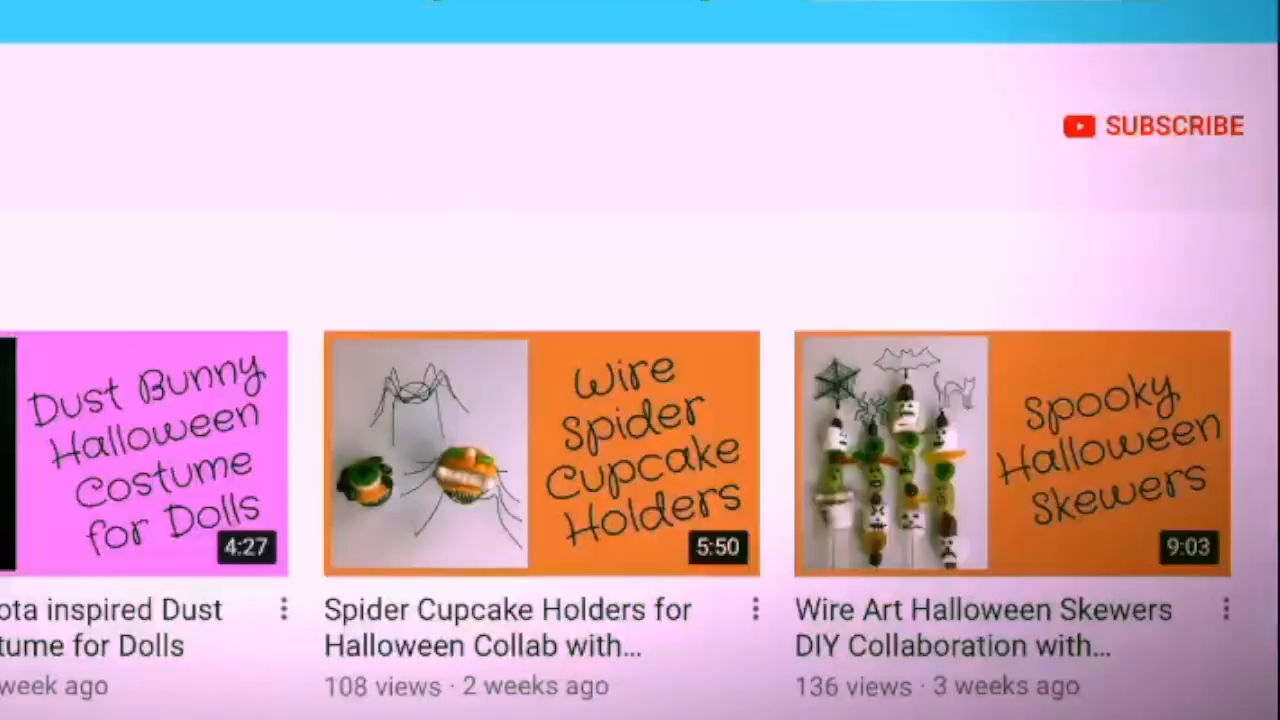 SUBSCRIBE
Dust Bunny
Halloween
Costume
for Dolls
4:27
Wire
Spider
Cupcake
Holders
5:50
Spooky
Halloween
Skewers
9:03
ota inspired Dust
tume for Dolls
week ago
Spider Cupcake Holders for
Halloween Collab with...
108 views · 2 weeks ago
Wire Art Halloween Skewers
DIY Collaboration with...
136 views · 3 weeks ago